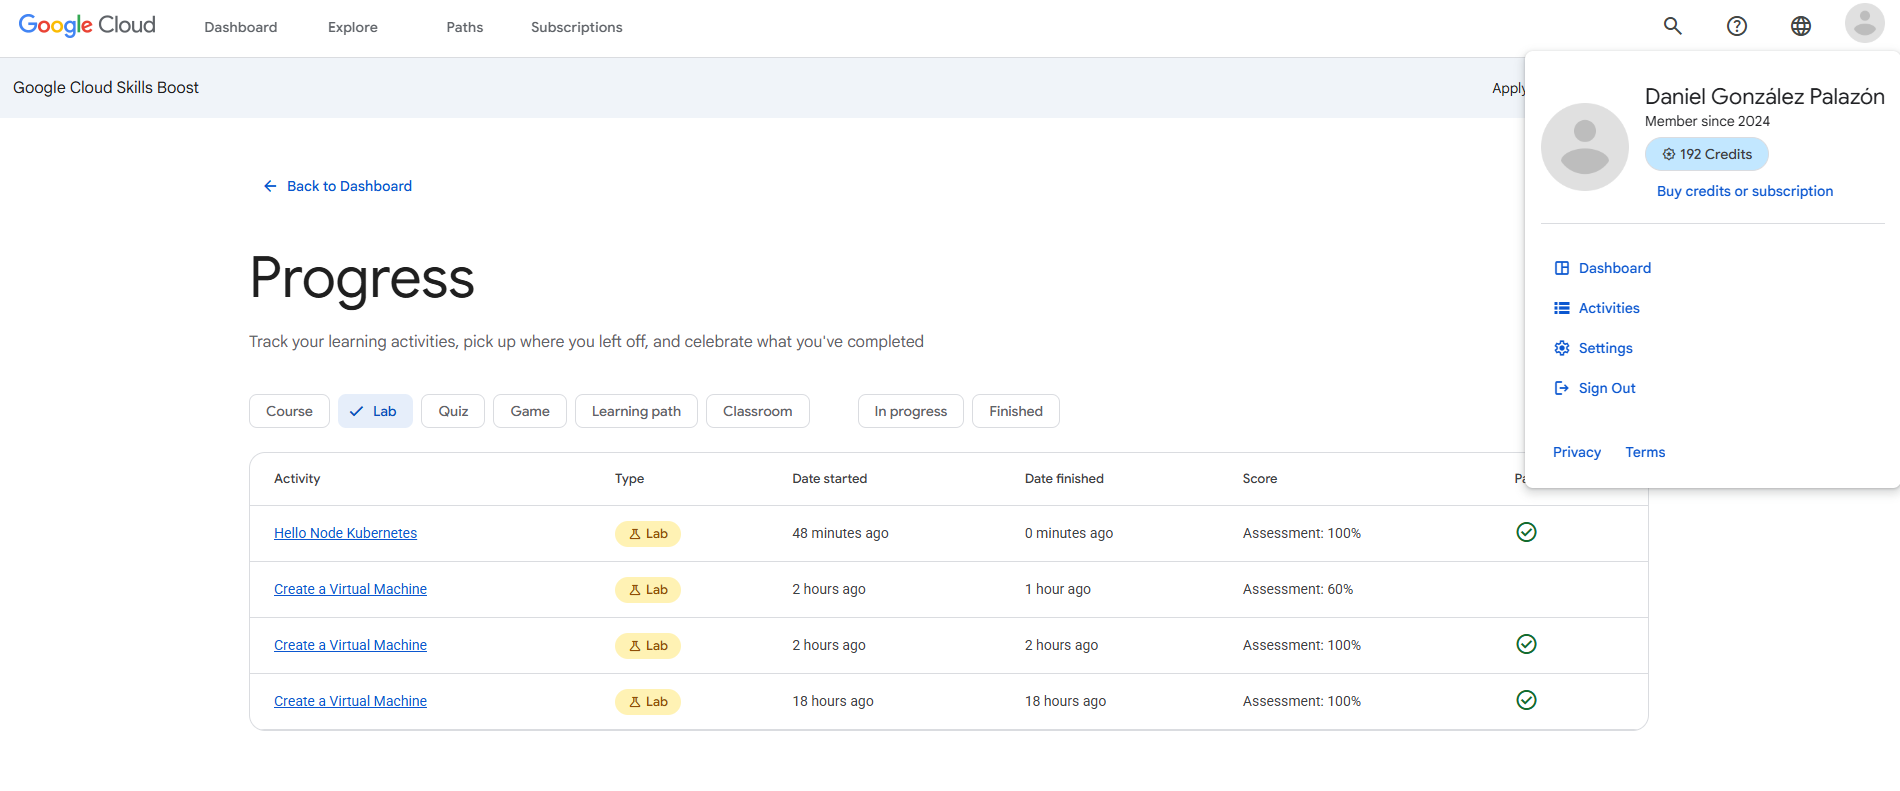 Google Cloud Dashboard Explore Paths Subscriptions
Google Cloud Skills Boost Apply
Daniel González Palazón
Member since 2024
192 Credits
Buy credits or subscription
Dashboard
Activities
Settings
Sign Out
Privacy Terms
Back to Dashboard
Progress
Track your learning activities, pick up where you left off, and celebrate what you've completed
Course Lab Quiz Game Learning path Classroom In progress Finished
Activity Type Date started Date finished Score
Hello Node Kubernetes Lab 48 minutes ago 0 minutes ago Assessment: 100%
Create a Virtual Machine Lab 2 hours ago 1 hour ago Assessment: 60%
Create a Virtual Machine Lab 2 hours ago 2 hours ago Assessment: 100%
Create a Virtual Machine Lab 18 hours ago 18 hours ago Assessment: 100%